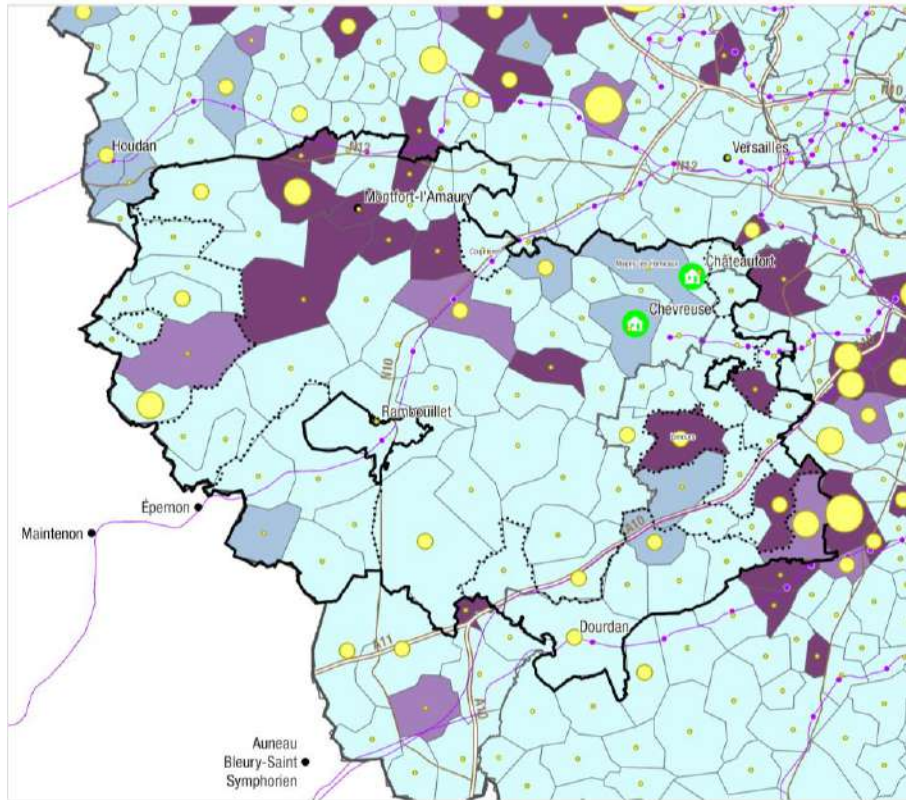 N10
Houdan
N12
Versailles
N12
Montfort-l'Amaury
Châteaufort
Chevreuse
N10
Rambouillet
Épernon
Maintenon
A10
Dourdan
A11
A10
Auneau
Bleury-Saint
Symphorien